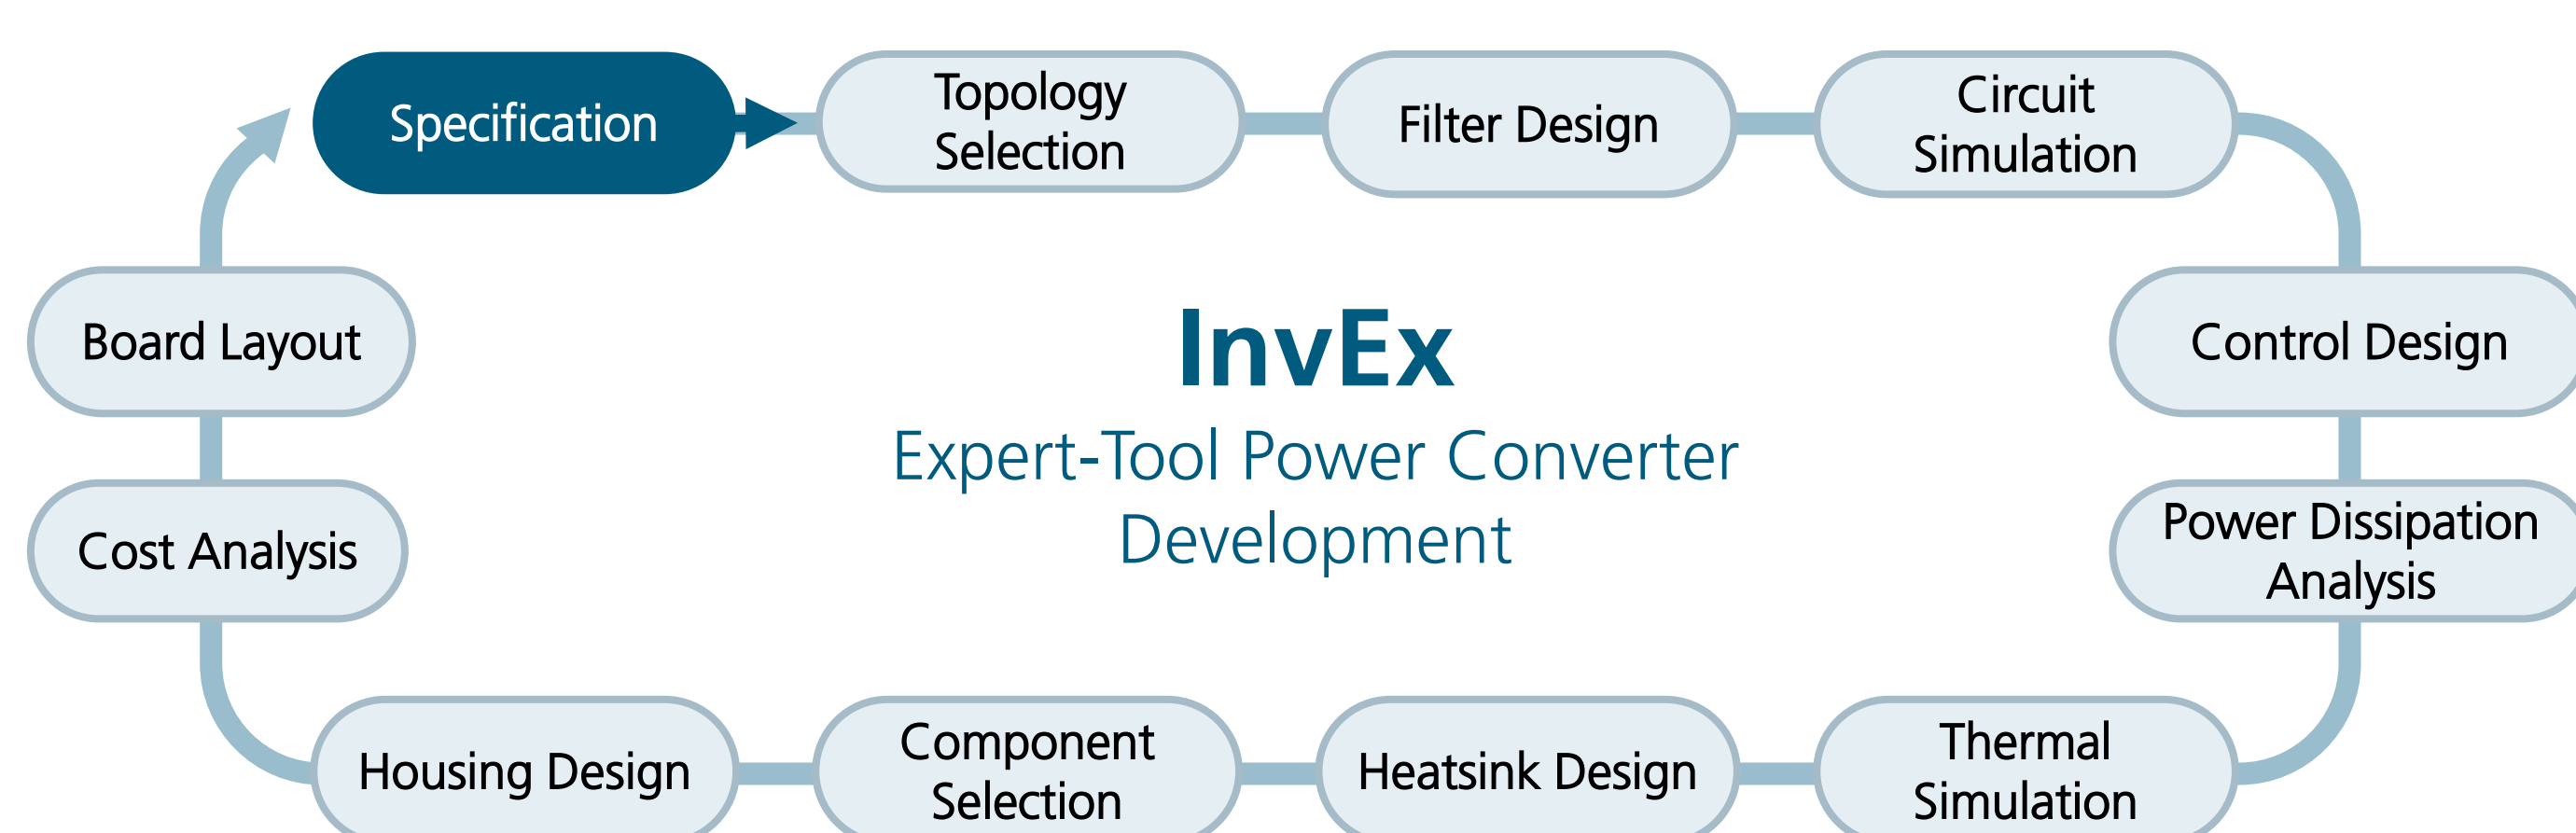 Specification
Topology
Selection
Filter Design
Circuit
Simulation
Board Layout
InvEx
Control Design
Expert-Tool Power Converter
Development
Cost Analysis
Power Dissipation
Analysis
Housing Design
Component
Selection
Heatsink Design
Thermal
Simulation